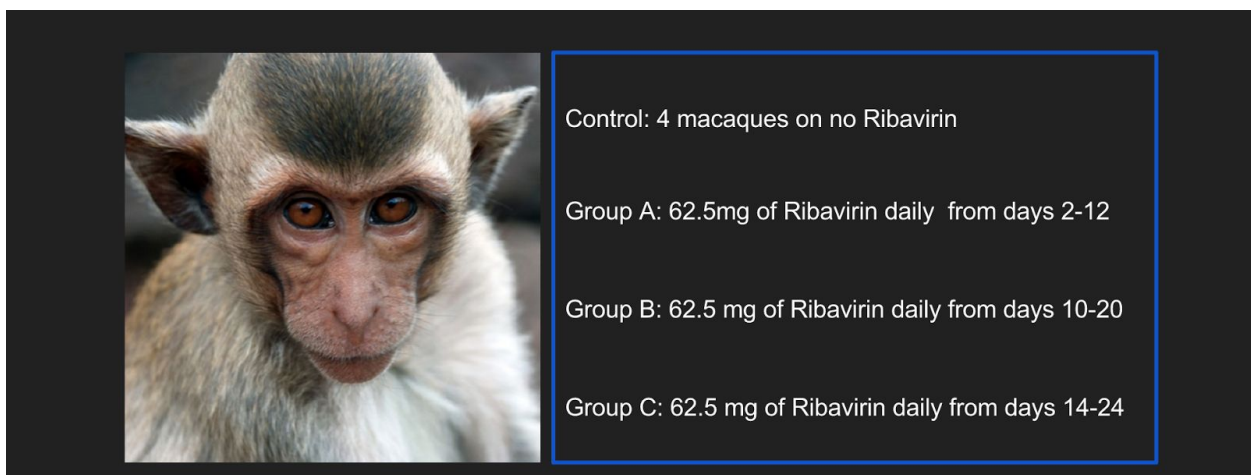 Control: 4 macaques on no Ribavirin
Group A: 62.5mg of Ribavirin daily  from days 2-12
Group B: 62.5 mg of Ribavirin daily from days 10-20
Group C: 62.5 mg of Ribavirin daily from days 14-24